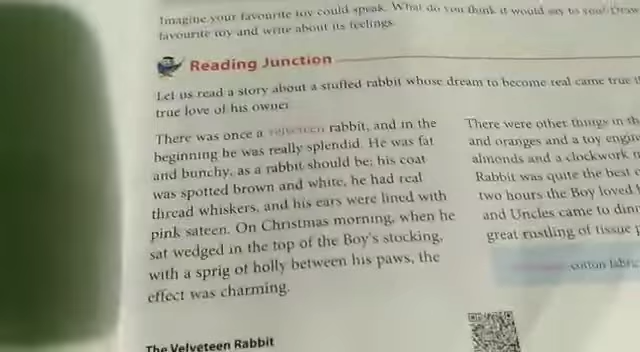 Imagine your favourite toy could speak. What do you think it would say to you? Draw
favourite toy and write about its feelings.
Reading Junction
Let us read a story about a stuffed rabbit whose dream to become real came true
true love of his owner
There was once a velveteen rabbit, and in the
beginning he was really splendid. He was fat
and bunchy, as a rabbit should be; his coat
was spotted brown and white, he had real
thread whiskers, and his ears were lined with
pink sateen. On Christmas morning, when he
sat wedged in the top of the Boy's stocking,
with a sprig of holly between his paws, the
effect was charming.
The Velveteen Rabbit
There were other things in th
and oranges and a toy engin
almonds and a clockwork m
Rabbit was quite the best
two hours the Boy loved
and Uncles came to din
great rustling of tissue p
cotton fabric